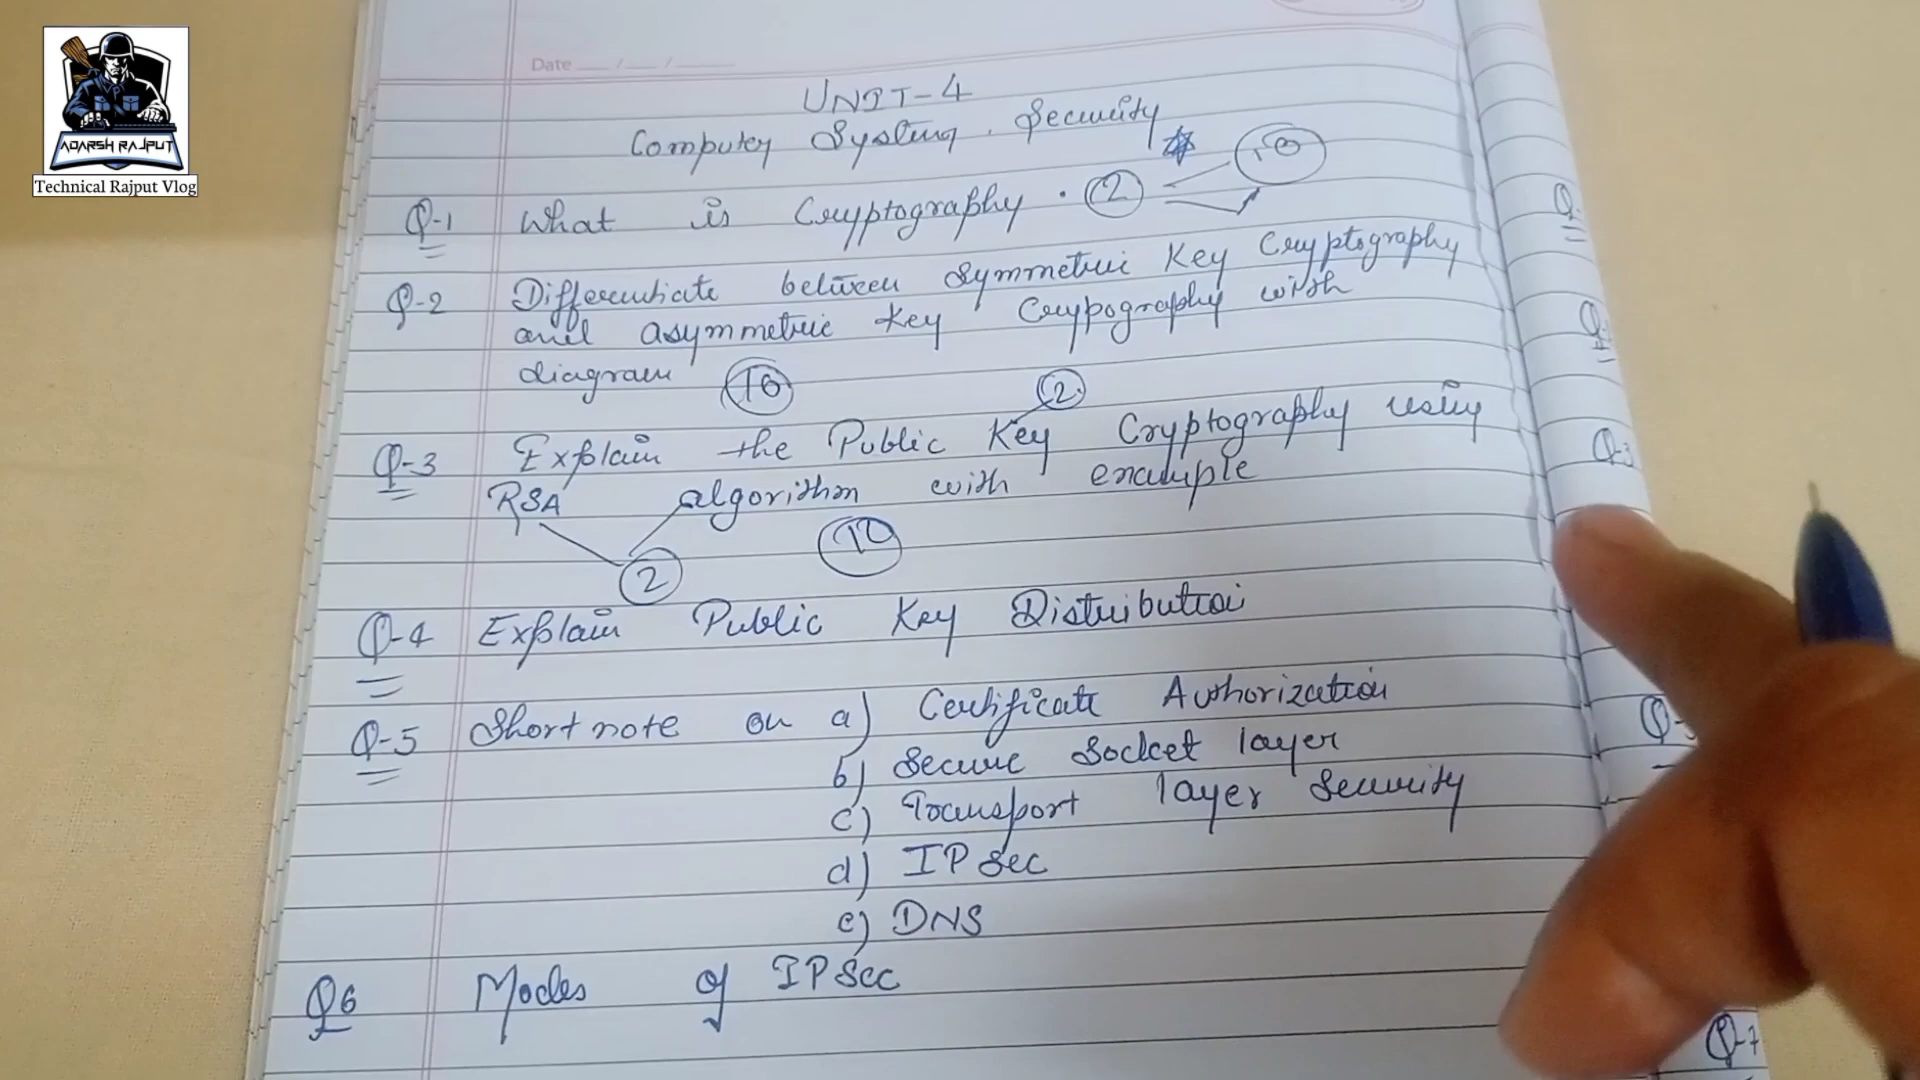 ADARSH RAJPUT
Technical Rajput Vlog
Date
UNIT-4
Computer System Security
Q-1 What is Cryptography. 2 10
Q-2 Differentiate between Symmetric Key Cryptography
and asymmetric Key Crypography with
diagram 10
2
Q-3 Explain the Public Key Cryptography using
RSA algorithm with example
10
2
Q-4 Explain Public Key Distribution
Q-5 Short note on a) Certificate Authorization
b) Secure Socket layer
c) Transport layer Security
d) IP Sec
e) DNS
Q6 Modes of IP Sec
Q-3
Q-7